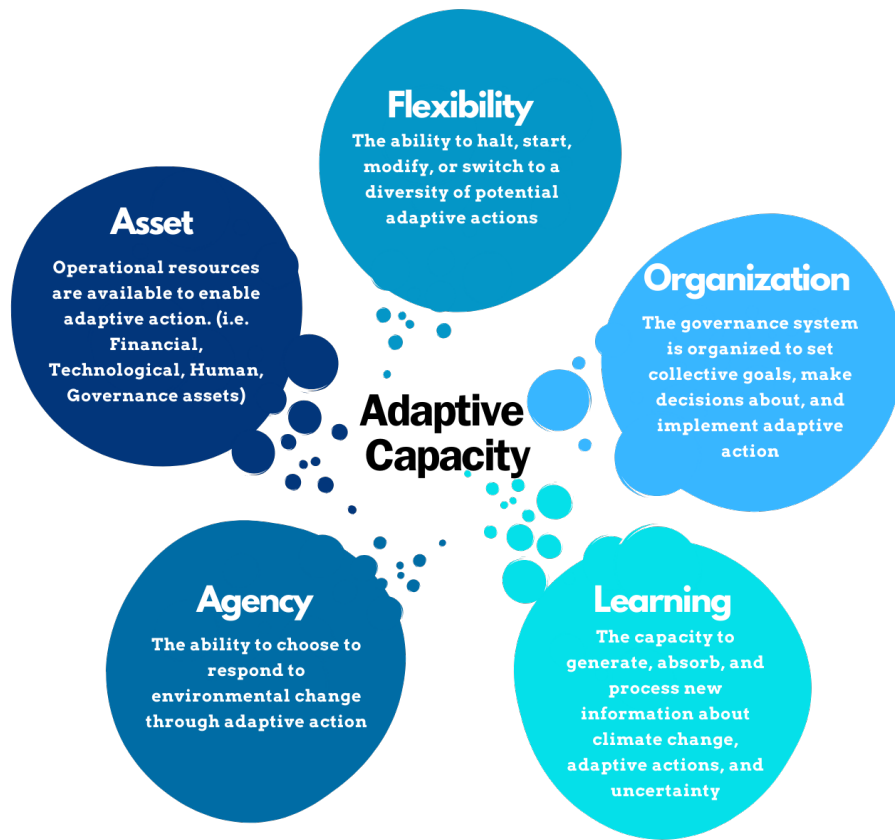 Flexibility
The ability to halt, start,
modify, or switch to a
diversity of potential
adaptive actions
Asset
Operational resources
are available to enable
adaptive action. (i.e.
Financial,
Technological, Human,
Governance assets)
Organization
The governance system
is organized to set
collective goals, make
decisions about, and
implement adaptive
action
Adaptive
Capacity
Agency
The ability to choose to
respond to
environmental change
through adaptive action
Learning
The capacity to
generate, absorb, and
process new
information about
climate change,
adaptive actions, and
uncertainty